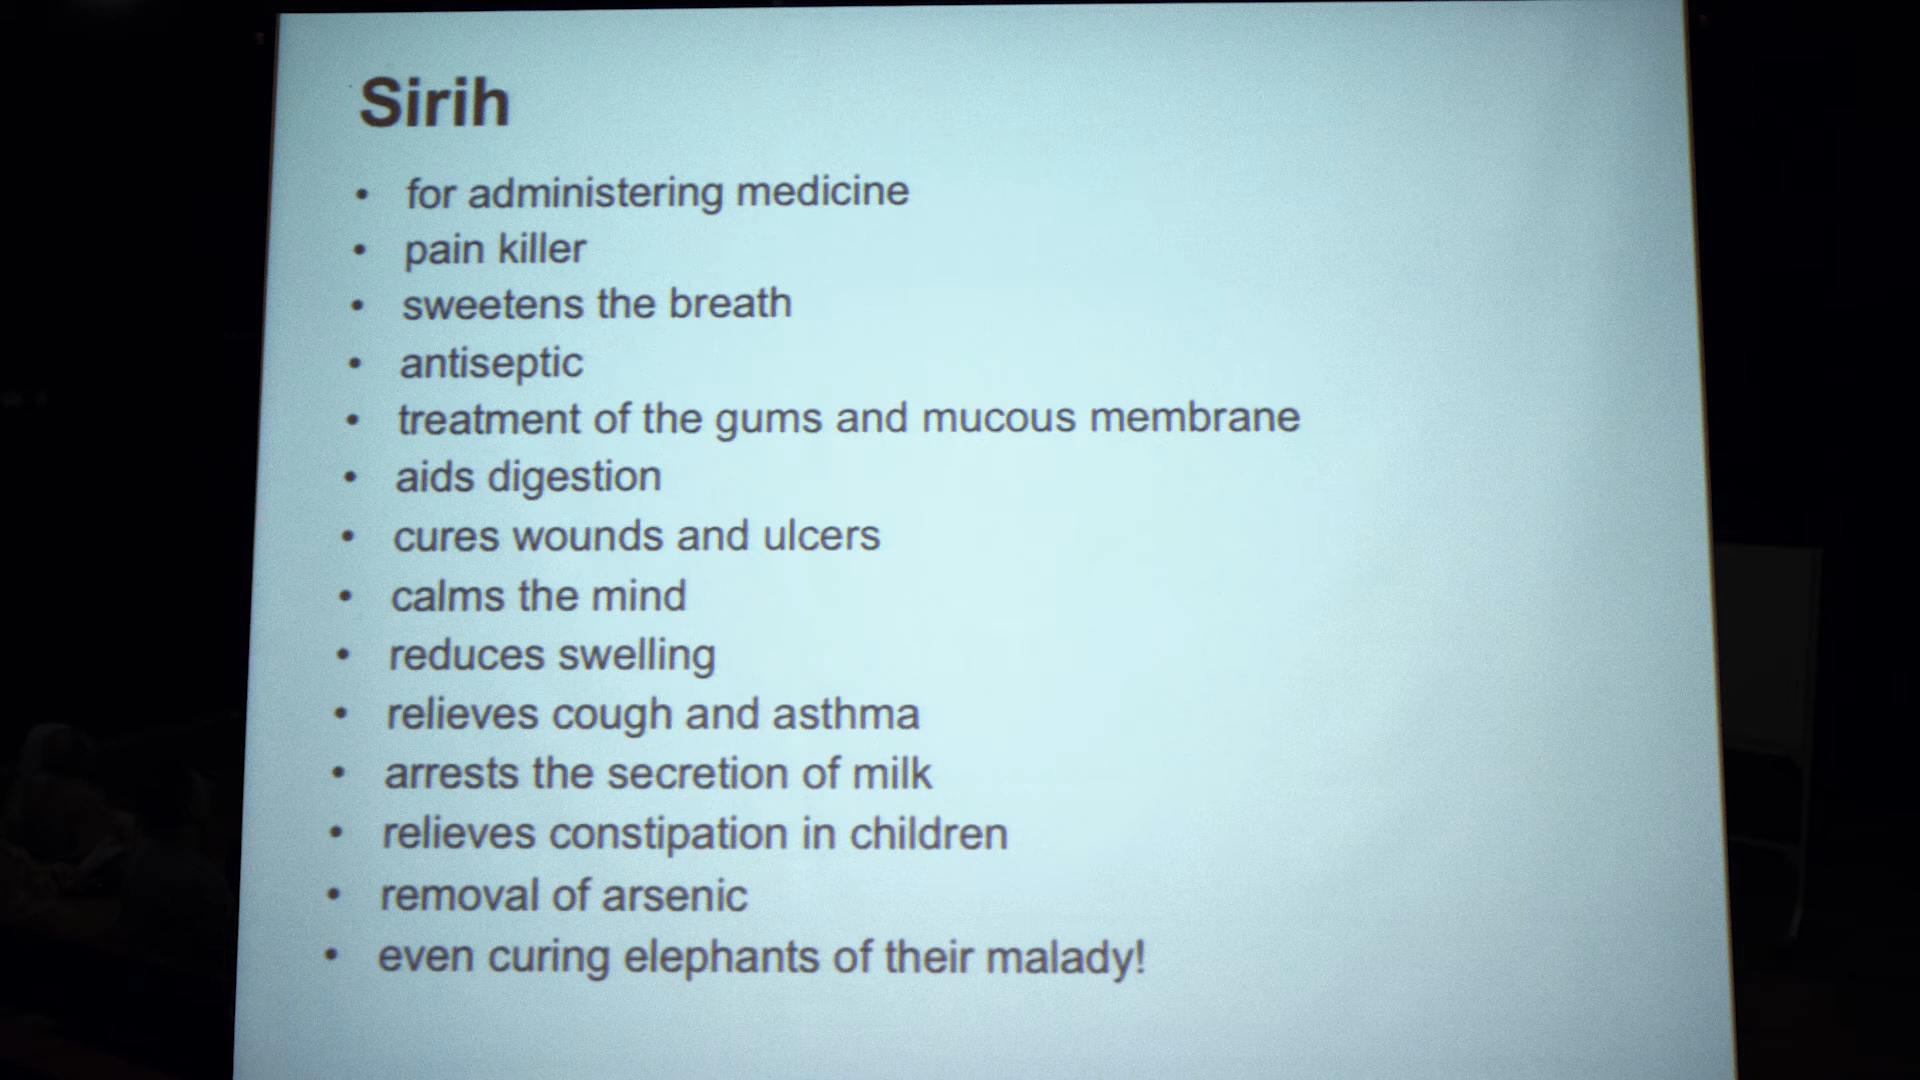 Sirih
• for administering medicine
• pain killer
• sweetens the breath
• antiseptic
• treatment of the gums and mucous membrane
• aids digestion
• cures wounds and ulcers
• calms the mind
• reduces swelling
• relieves cough and asthma
• arrests the secretion of milk
• relieves constipation in children
• removal of arsenic
• even curing elephants of their malady!